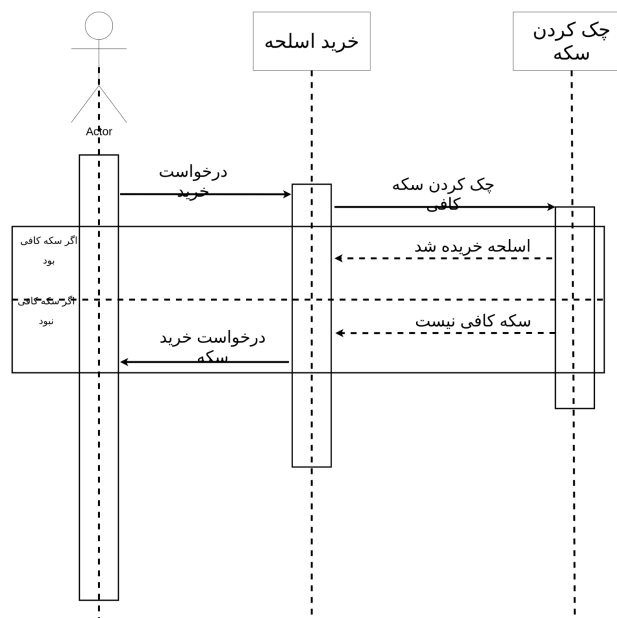 خرید اسلحه
چک کردن
سکه
Actor
درخواست
خرید
چک کردن سکه
کافی
اگر سکه کافی
بود
اسلحه خریده شد
اگر سکه کافی
نبود
سکه کافی نیست
درخواست خرید
سکه